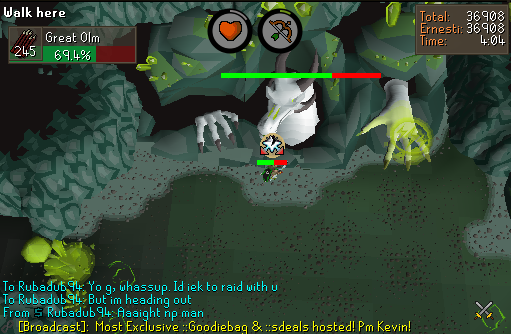 Walk here
Great Olm
245
69.4%
Total: 36908
Ernesti: 36908
Time: 4:04
To Rubadub94: Yo g, whassup. Id iek to raid with u
To Rubadub94: But im heading out
From Rubadub94: Aaaight np man
[Broadcast]: Most Exclusive ::Goodiebag & ::sdeals hosted! Pm Kevin!